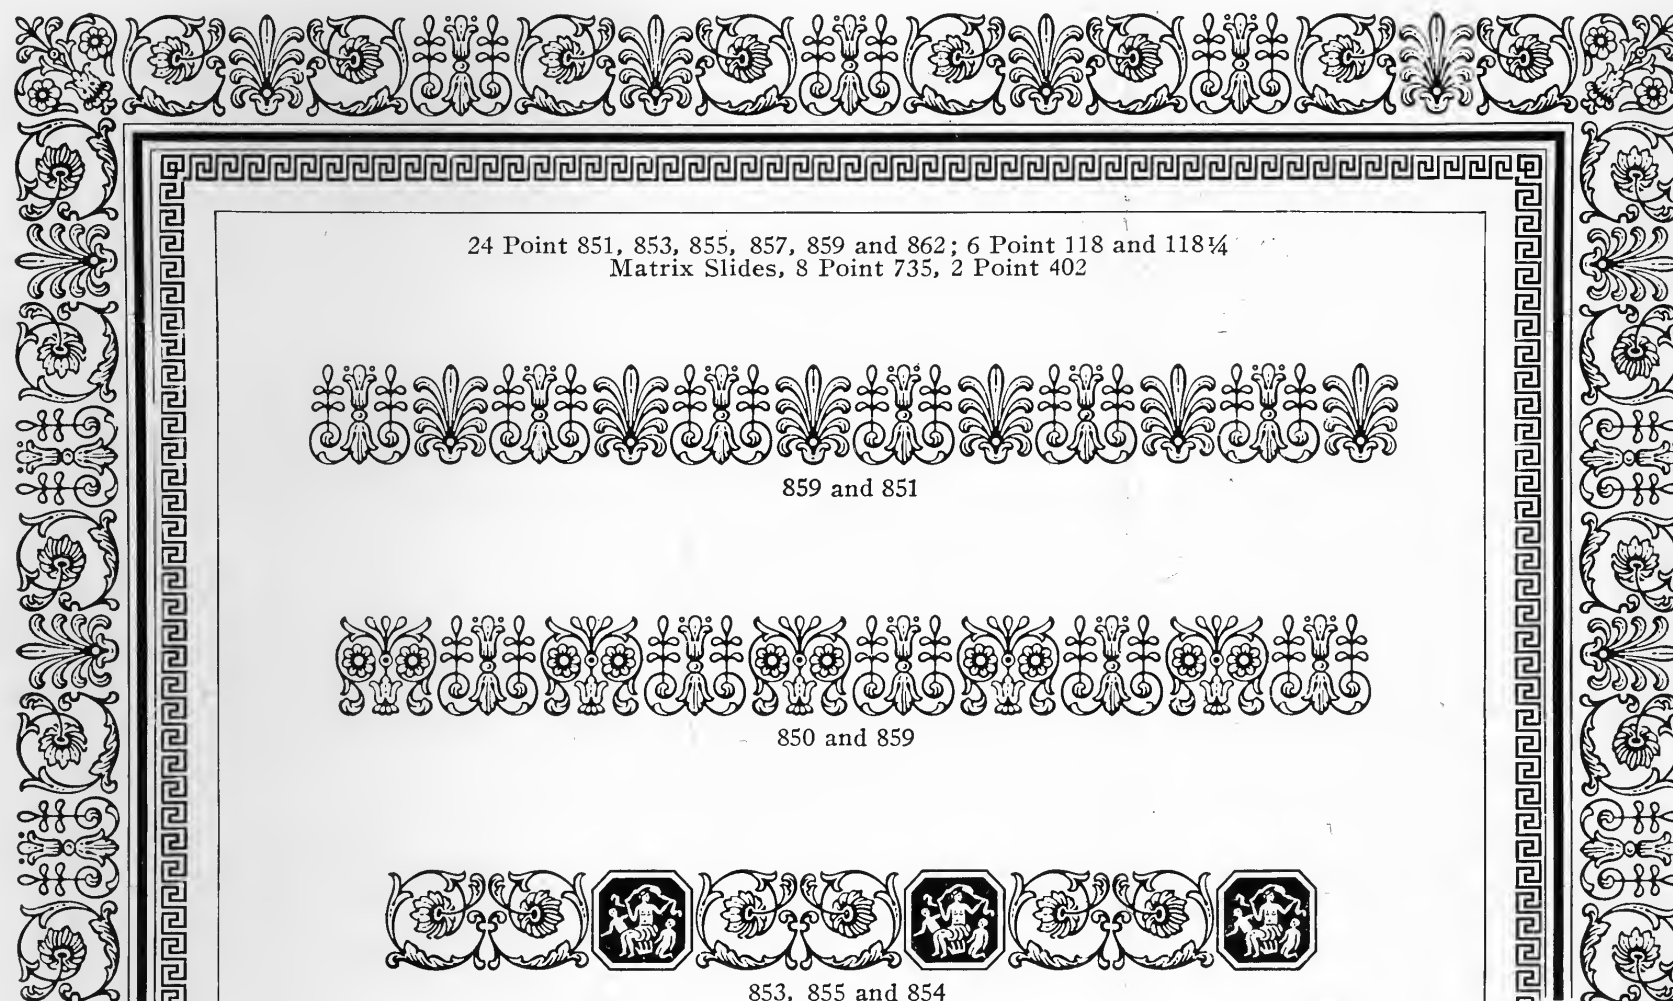 24 Point 851, 853, 855, 857, 859 and 862; 6 Point 118 and 118¼
Matrix Slides, 8 Point 735, 2 Point 402
859 and 851
850 and 859
853, 855 and 854